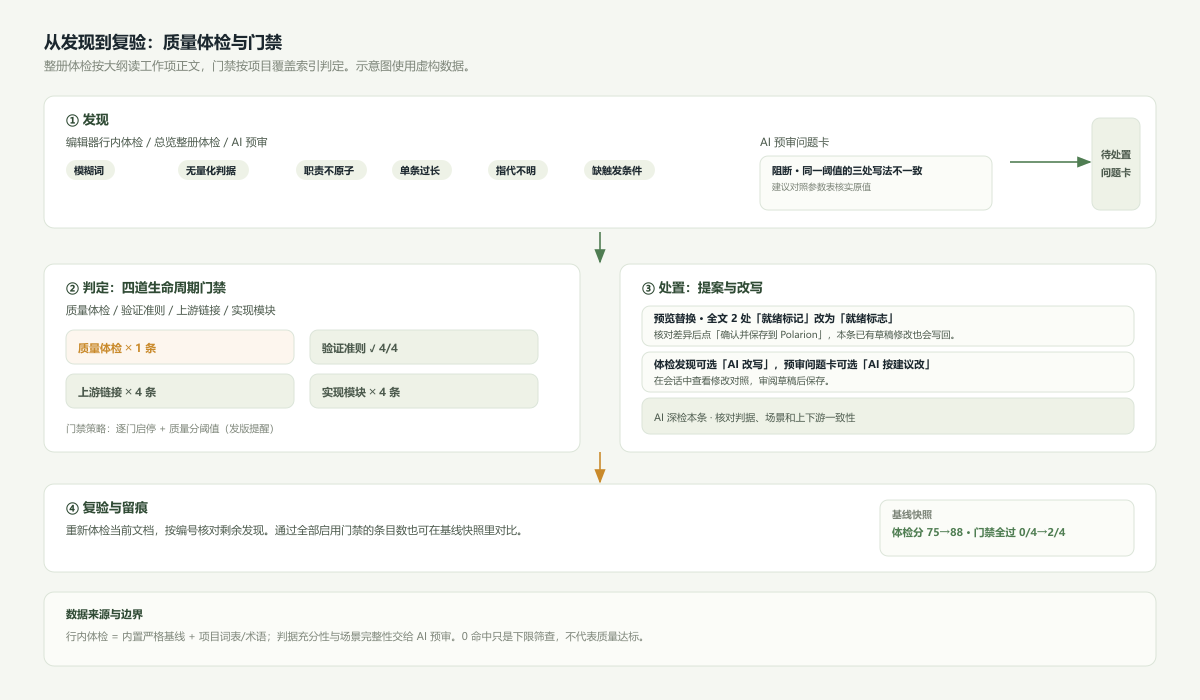 从发现到复验：质量体检与门禁
整册体检按大纲读工作项正文，门禁按项目覆盖索引判定。示意图使用虚构数据。
① 发现
编辑器行内体检 / 总览整册体检 / AI 预审
模糊词
无量化判据
职责不原子
单条过长
指代不明
缺触发条件
AI 预审问题卡
阻断 · 同一阈值的三处写法不一致
建议对照参数表核实原值
待处置
问题卡
② 判定：四道生命周期门禁
质量体检 / 验证准则 / 上游链接 / 实现模块
质量体检 × 1 条
验证准则 ✓ 4/4
上游链接 × 4 条
实现模块 × 4 条
门禁策略：逐门启停 + 质量分阈值（发版提醒）
③ 处置：提案与改写
预览替换 · 全文 2 处「就绪标记」改为「就绪标志」
核对差异后点「确认并保存到 Polarion」，本条已有草稿修改也会写回。
体检发现可选「AI 改写」，预审问题卡可选「AI 按建议改」
在会话中查看修改对照，审阅草稿后保存。
AI 深检本条 · 核对判据、场景和上下游一致性
④ 复验与留痕
重新体检当前文档，按编号核对剩余发现。通过全部启用门禁的条目数也可在基线快照里对比。
基线快照
体检分 75→88 · 门禁全过 0/4→2/4
数据来源与边界
行内体检 = 内置严格基线 + 项目词表/术语；判据充分性与场景完整性交给 AI 预审。0 命中只是下限筛查，不代表质量达标。